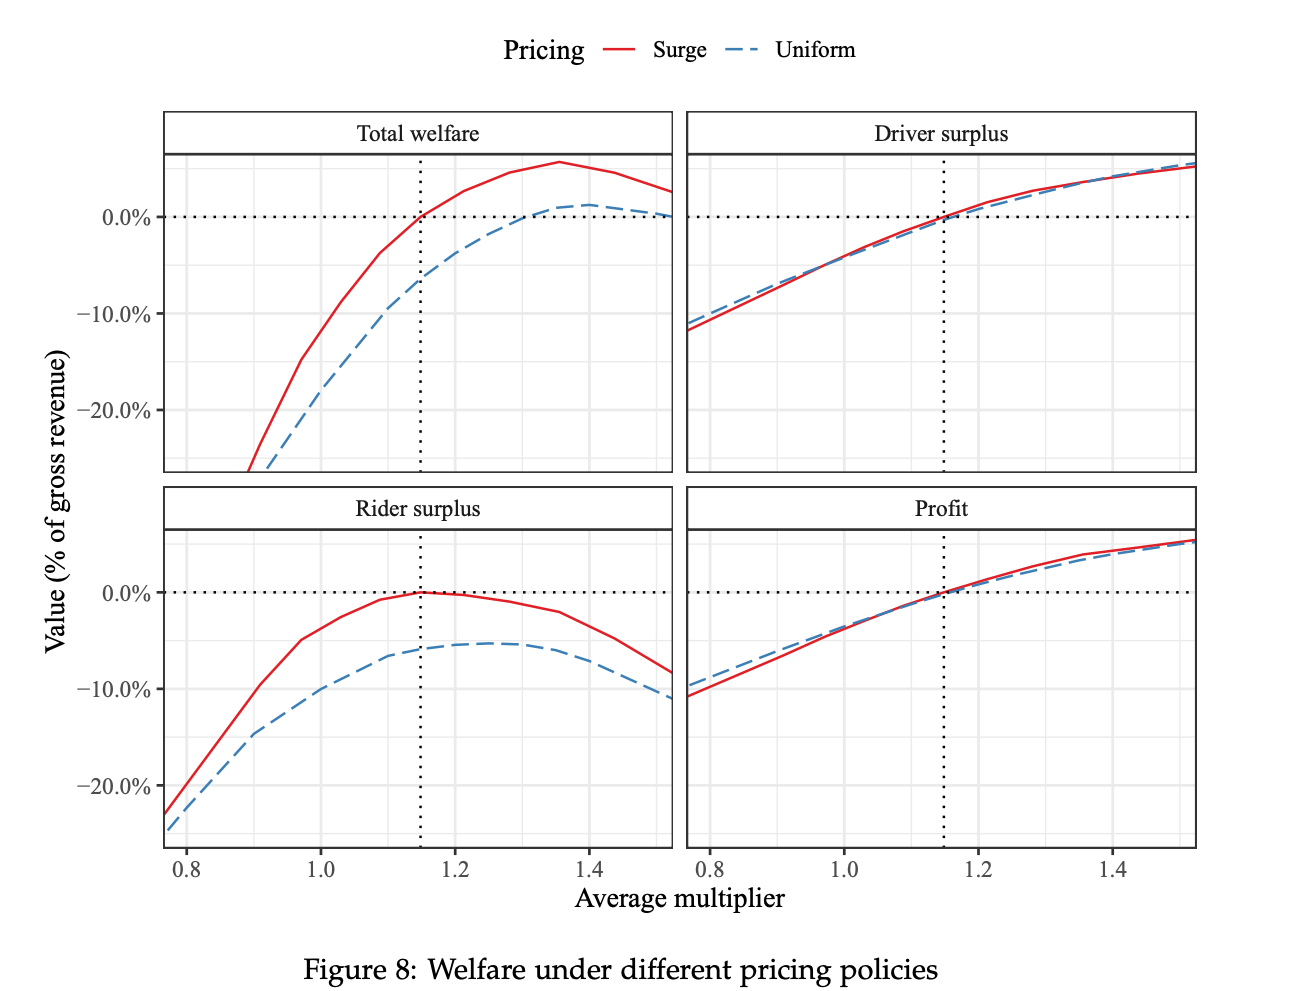 Pricing Surge Uniform
Total welfare
Driver surplus
0.0%
−10.0%
−20.0%
Rider surplus
Profit
0.0%
−10.0%
−20.0%
Value (% of gross revenue)
0.8 1.0 1.2 1.4
0.8 1.0 1.2 1.4
Average multiplier
Figure 8: Welfare under different pricing policies